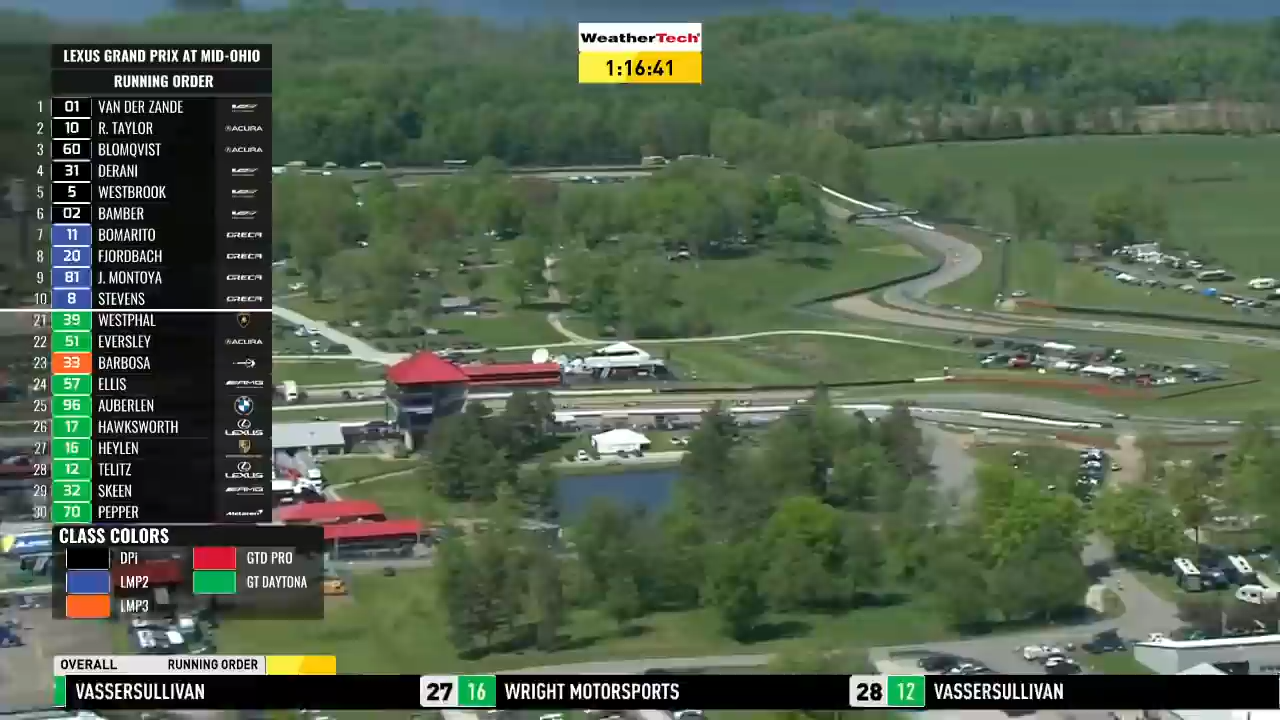 WeatherTech
1:16:41
LEXUS GRAND PRIX AT MID-OHIO
RUNNING ORDER
1 01 VAN DER ZANDE
2 10 R. TAYLOR ACURA
3 60 BLOMQVIST ACURA
4 31 DERANI
5 5 WESTBROOK
6 02 BAMBER
7 11 BOMARITO ORECA
8 20 FJORDBACH ORECA
9 81 J. MONTOYA ORECA
10 8 STEVENS ORECA
21 39 WESTPHAL
22 51 EVERSLEY ACURA
23 33 BARBOSA
24 57 ELLIS AMG
25 96 AUBERLEN
26 17 HAWKSWORTH LEXUS
27 16 HEYLEN
28 12 TELITZ LEXUS
29 32 SKEEN AMG
30 70 PEPPER McLaren
CLASS COLORS
DPi GTD PRO
LMP2 GT DAYTONA
LMP3
OVERALL RUNNING ORDER
VASSERSULLIVAN 27 16 WRIGHT MOTORSPORTS 28 12 VASSERSULLIVAN